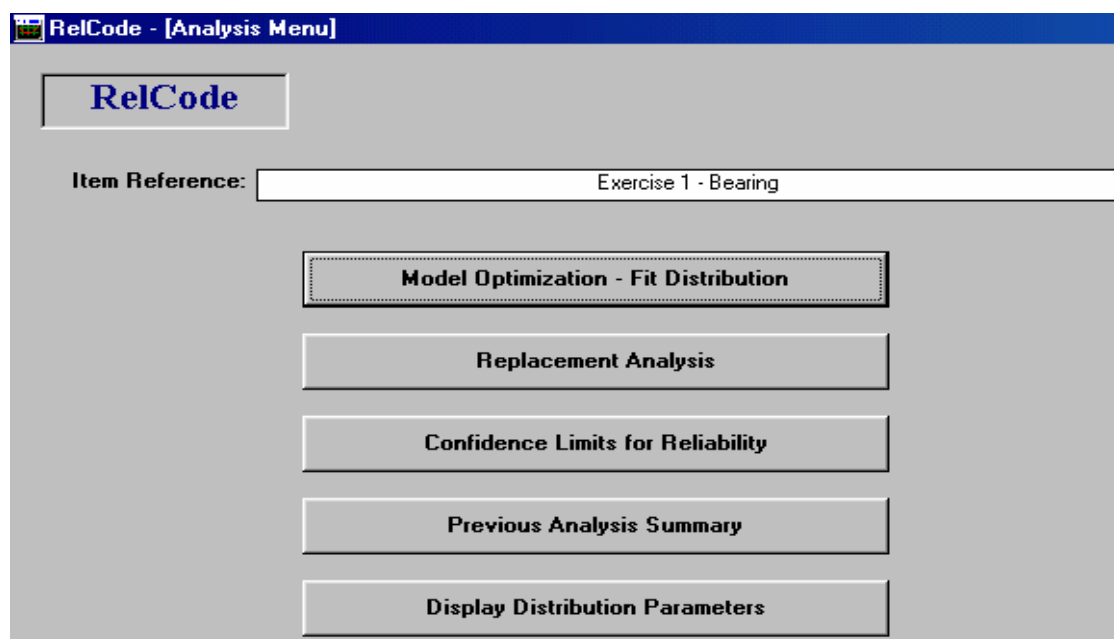 RelCode - [Analysis Menu]
RelCode
Item Reference: Exercise 1 - Bearing
Model Optimization - Fit Distribution
Replacement Analysis
Confidence Limits for Reliability
Previous Analysis Summary
Display Distribution Parameters